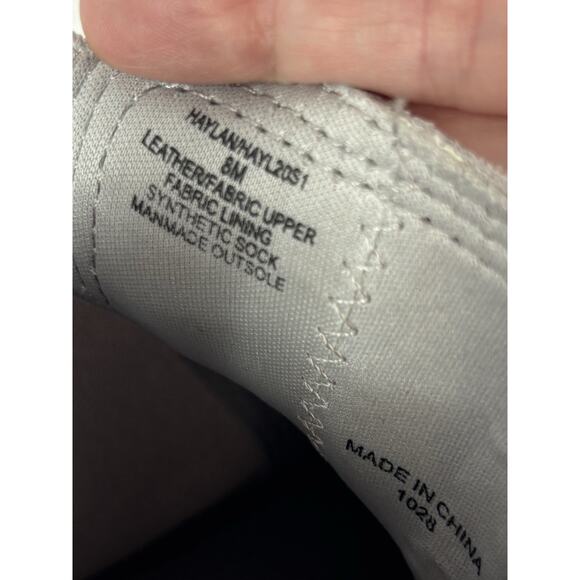 HAYLAN/HAYL20S1
8M
LEATHER/FABRIC UPPER
FABRIC LINING
SYNTHETIC SOCK
MANMADE OUTSOLE
MADE IN CHINA
1028